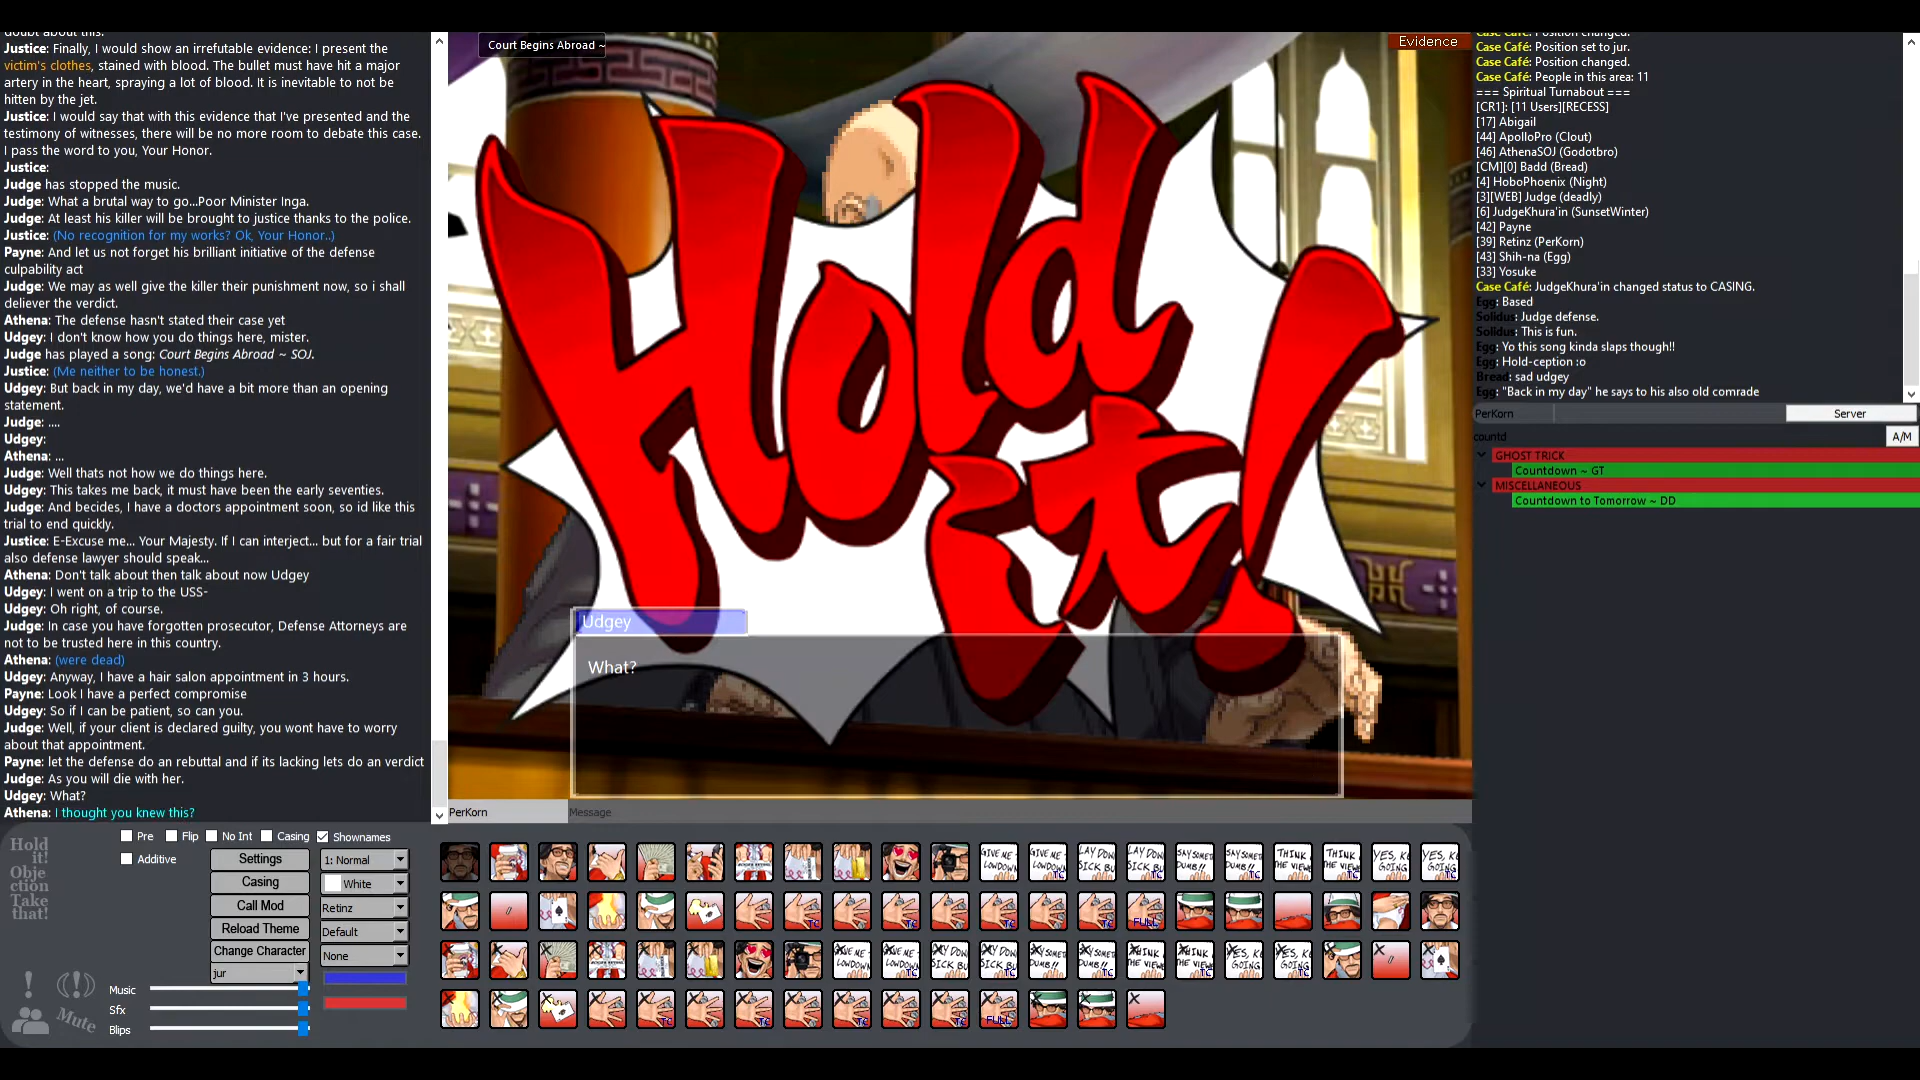 doubt about this.
Justice: Finally, I would show an irrefutable evidence: I present the
victim's clothes, stained with blood. The bullet must have hit a major
artery in the heart, spraying a lot of blood. It is inevitable to not be
hitten by the jet.
Justice: I would say that with this evidence that I've presented and the
testimony of witnesses, there will be no more room to debate this case.
I pass the word to you, Your Honor.
Justice:
Judge has stopped the music.
Judge: What a brutal way to go...Poor Minister Inga.
Judge: At least his killer will be brought to justice thanks to the police.
Justice: (No recognition for my works? Ok, Your Honor..)
Payne: And let us not forget his brilliant initiative of the defense
culpability act
Judge: We may as well give the killer their punishment now, so i shall
deliever the verdict.
Athena: The defense hasn't stated their case yet
Udgey: I don't know how you do things here, mister.
Judge has played a song: Court Begins Abroad ~ SOJ.
Justice: (Me neither to be honest.)
Udgey: But back in my day, we'd have a bit more than an opening
statement.
Judge: ....
Udgey:
Athena: ...
Judge: Well thats not how we do things here.
Udgey: This takes me back, it must have been the early seventies.
Judge: And becides, I have a doctors appointment soon, so id like this
trial to end quickly.
Justice: E-Excuse me... Your Majesty. If I can interject... but for a fair trial
also defense lawyer should speak...
Athena: Don't talk about then talk about now Udgey
Udgey: I went on a trip to the USS-
Udgey: Oh right, of course.
Judge: In case you have forgotten prosecutor, Defense Attorneys are
not to be trusted here in this country.
Athena: (were dead)
Udgey: Anyway, I have a hair salon appointment in 3 hours.
Payne: Look I have a perfect compromise
Udgey: So if I can be patient, so can you.
Judge: Well, if your client is declared guilty, you wont have to worry
about that appointment.
Payne: let the defense do an rebuttal and if its lacking lets do an verdict
Judge: As you will die with her.
Udgey: What?
Athena: I thought you knew this?
Court Begins Abroad ~
Evidence
Hold
it!
Udgey
What?
PerKorn
Message
Case Café: Position changed.
Case Café: Position set to jur.
Case Café: Position changed.
Case Café: People in this area: 11
=== Spiritual Turnabout ===
[CR1]: [11 Users][RECESS]
[17] Abigail
[44] ApolloPro (Clout)
[46] AthenaSOJ (Godotbro)
[CM][0] Badd (Bread)
[4] HoboPhoenix (Night)
[3][WEB] Judge (deadly)
[6] JudgeKhura'in (SunsetWinter)
[42] Payne
[39] Retinz (PerKorn)
[43] Shih-na (Egg)
[33] Yosuke
Case Café: JudgeKhura'in changed status to CASING.
Egg: Based
Solidus: Judge defense.
Solidus: This is fun.
Egg: Yo this song kinda slaps though!!
Egg: Hold-ception :o
Bread: sad udgey
Egg: "Back in my day" he says to his also old comrade
PerKorn
Server
countd
A/M
GHOST TRICK
Countdown ~ GT
MISCELLANEOUS
Countdown to Tomorrow ~ DD
Hold
it!
Obje
ction
Take
that!
Pre
Flip
No Int
Casing
Shownames
Additive
Settings
1: Normal
Casing
White
Call Mod
Retinz
Reload Theme
Default
Change Character
None
jur
Music
Sfx
Blips
Mute